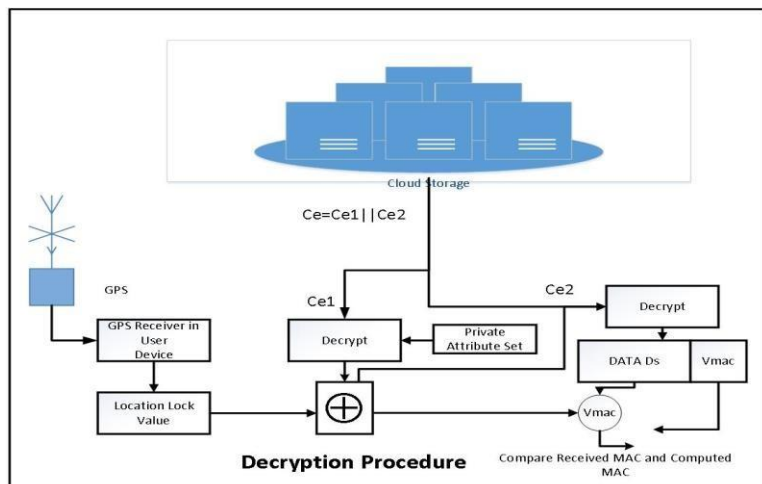 Cloud Storage
Ce=Ce1||Ce2
GPS
Ce1
Ce2
GPS Receiver in
User
Device
Decrypt
Private
Attribute Set
Decrypt
DATA Ds
Vmac
Location Lock
Value
Vmac
Decryption Procedure
Compare Received MAC and Computed
MAC